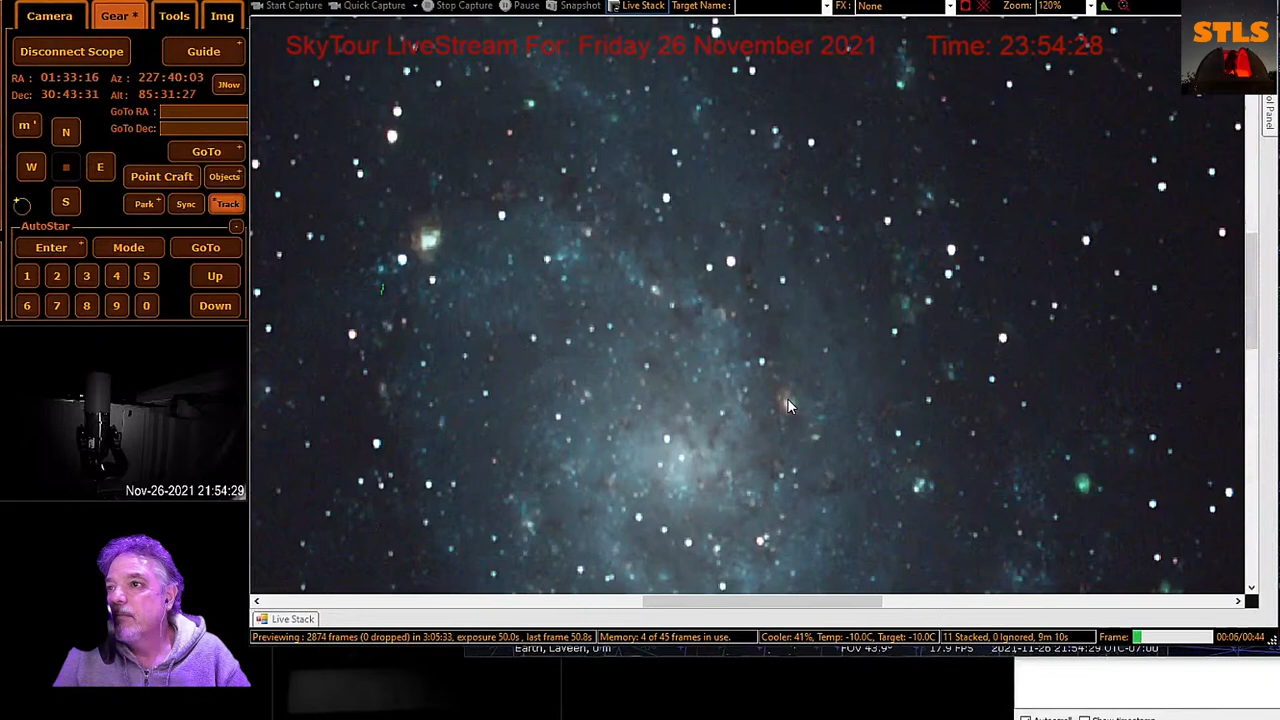 Camera Gear * Tools Img
Start Capture Quick Capture Stop Capture Pause Snapshot Live Stack Target Name: FX: None Zoom: 120%
SkyTour LiveStream For: Friday 26 November 2021 Time: 23:54:28
STLS
Disconnect Scope Guide +
RA : 01:33:16 Az : 227:40:03
Dec: 30:43:31 Alt: 85:31:27
JNow
GoTo RA :
GoTo Dec:
m '
N
GoTo
W E
Point Craft Objects +
S
Park + Sync Track
AutoStar -
Enter + Mode GoTo
1 2 3 4 5 Up
6 7 8 9 0 Down
Nov-26-2021 21:54:29
Live Stack
Previewing : 2874 frames (0 dropped) in 3:05:33, exposure 50.0s , last frame 50.8s Memory: 4 of 45 frames in use. Cooler: 41%, Temp: -10.0C, Target: -10.0C 11 Stacked, 0 Ignored, 9m 10s Frame: 00:06/00:44
Earth, Laveen, 0 m FOV 43.9° 17.9 FPS 2021-11-26 21:54:29 UTC-07:00